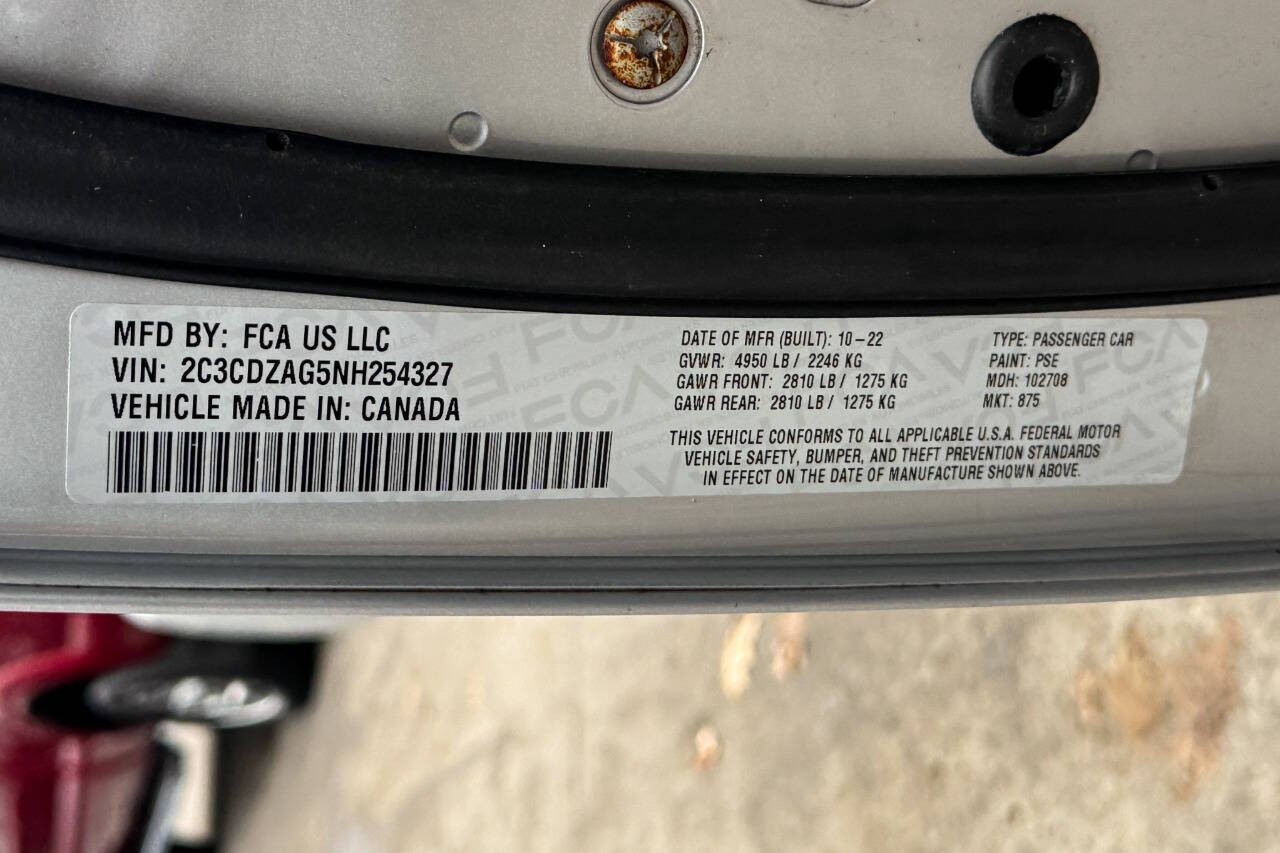 MFD BY: FCA US LLC
VIN: 2C3CDZAG5NH254327
VEHICLE MADE IN: CANADA
DATE OF MFR (BUILT): 10-22
GVWR: 4950 LB / 2246 KG
GAWR FRONT: 2810 LB / 1275 KG
GAWR REAR: 2810 LB / 1275 KG
TYPE: PASSENGER CAR
PAINT: PSE
MDH: 102708
MKT: 875
THIS VEHICLE CONFORMS TO ALL APPLICABLE U.S.A. FEDERAL MOTOR
VEHICLE SAFETY, BUMPER, AND THEFT PREVENTION STANDARDS
IN EFFECT ON THE DATE OF MANUFACTURE SHOWN ABOVE.